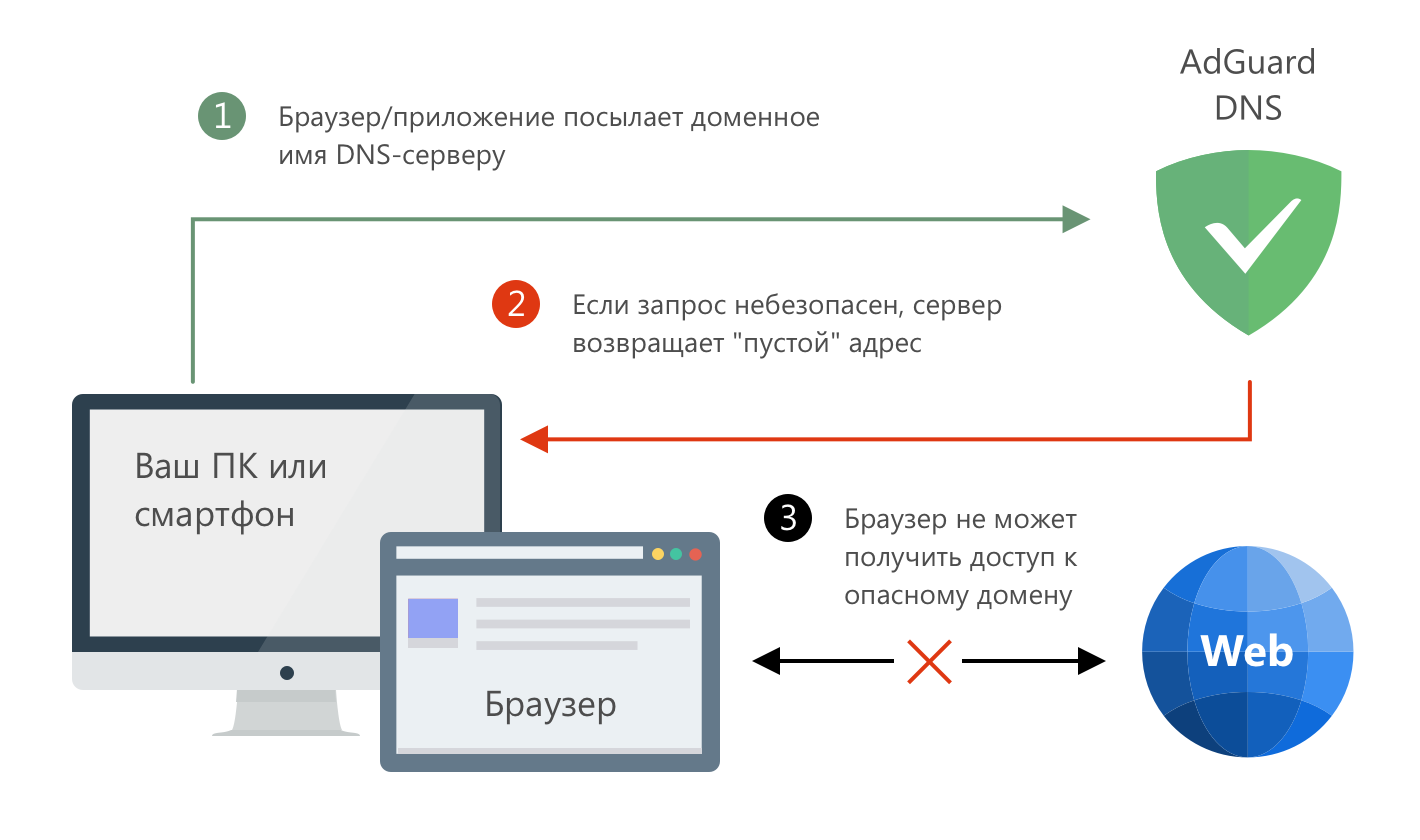 AdGuard
DNS
1
Браузер/приложение посылает доменное
имя DNS-серверу
2
Если запрос небезопасен, сервер
возвращает "пустой" адрес
Ваш ПК или
смартфон
3
Браузер не может
получить доступ к
опасному домену
Web
Браузер